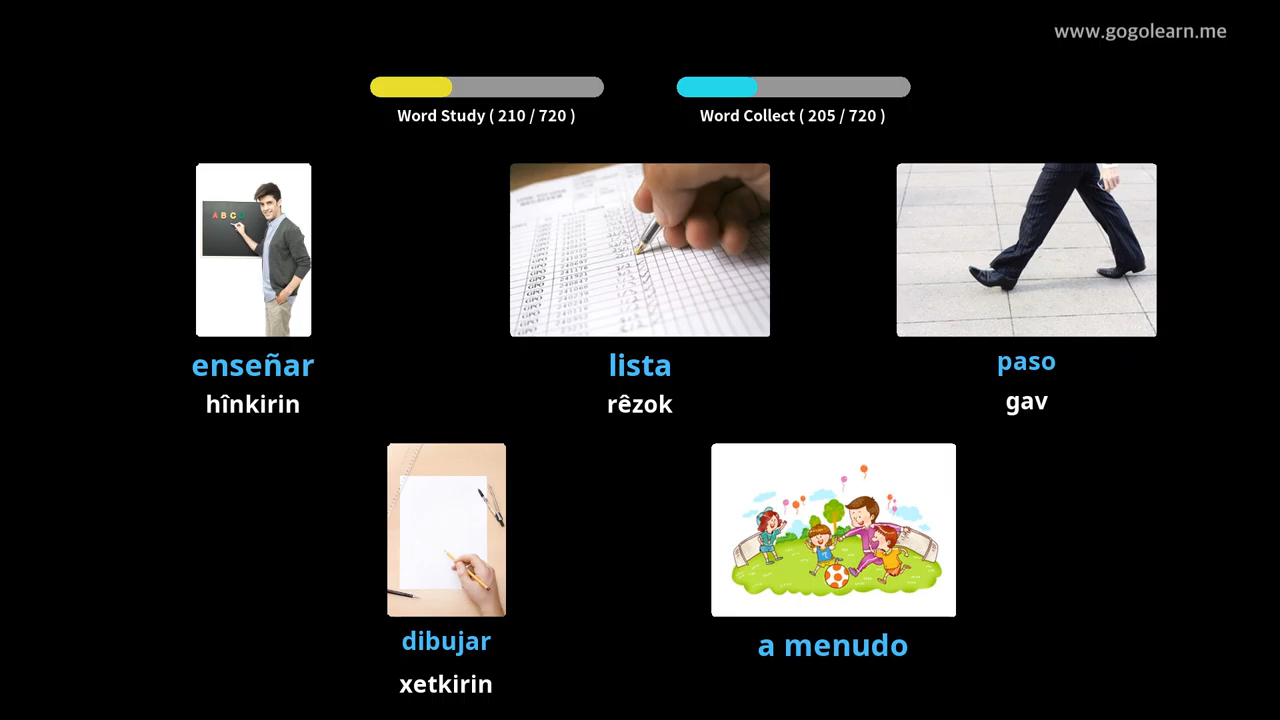 www.gogolearn.me
Word Study ( 210 / 720 )
Word Collect ( 205 / 720 )
A B C D
enseñar
hînkirin
lista
rêzok
paso
gav
dibujar
xetkirin
a menudo